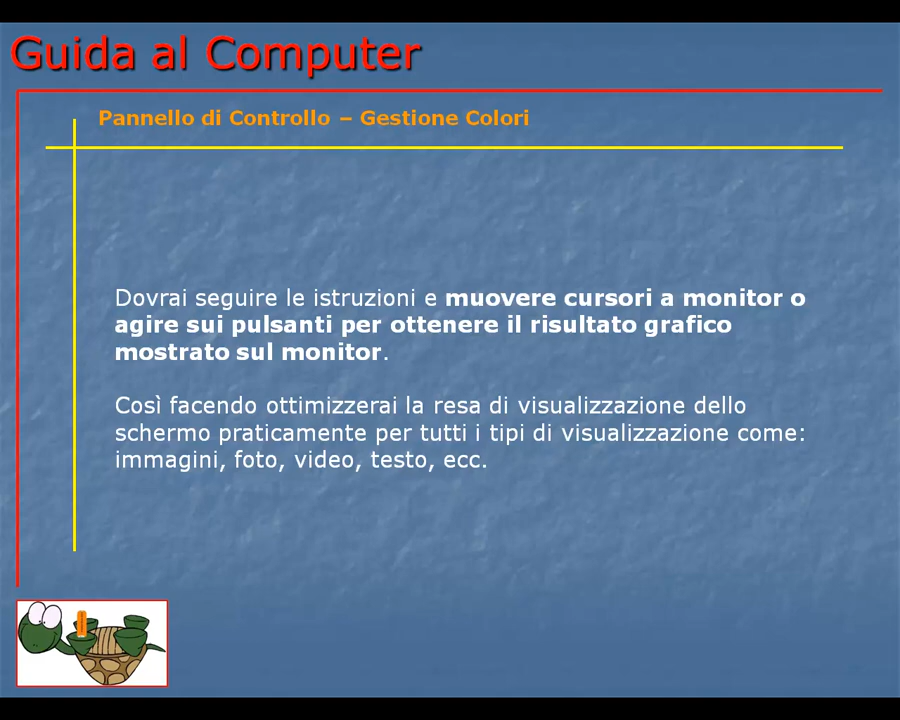 Guida al Computer
Pannello di Controllo – Gestione Colori
Dovrai seguire le istruzioni e muovere cursori a monitor o
agire sui pulsanti per ottenere il risultato grafico
mostrato sul monitor.
Così facendo ottimizzerai la resa di visualizzazione dello
schermo praticamente per tutti i tipi di visualizzazione come:
immagini, foto, video, testo, ecc.